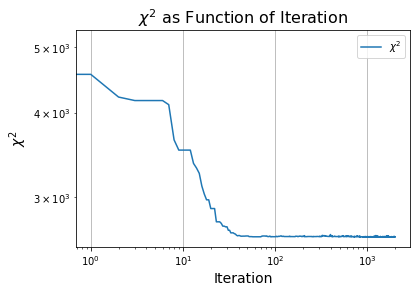 χ² as Function of Iteration
χ²
5 × 10³
4 × 10³
3 × 10³
χ²
10⁰
10¹
10²
10³
Iteration